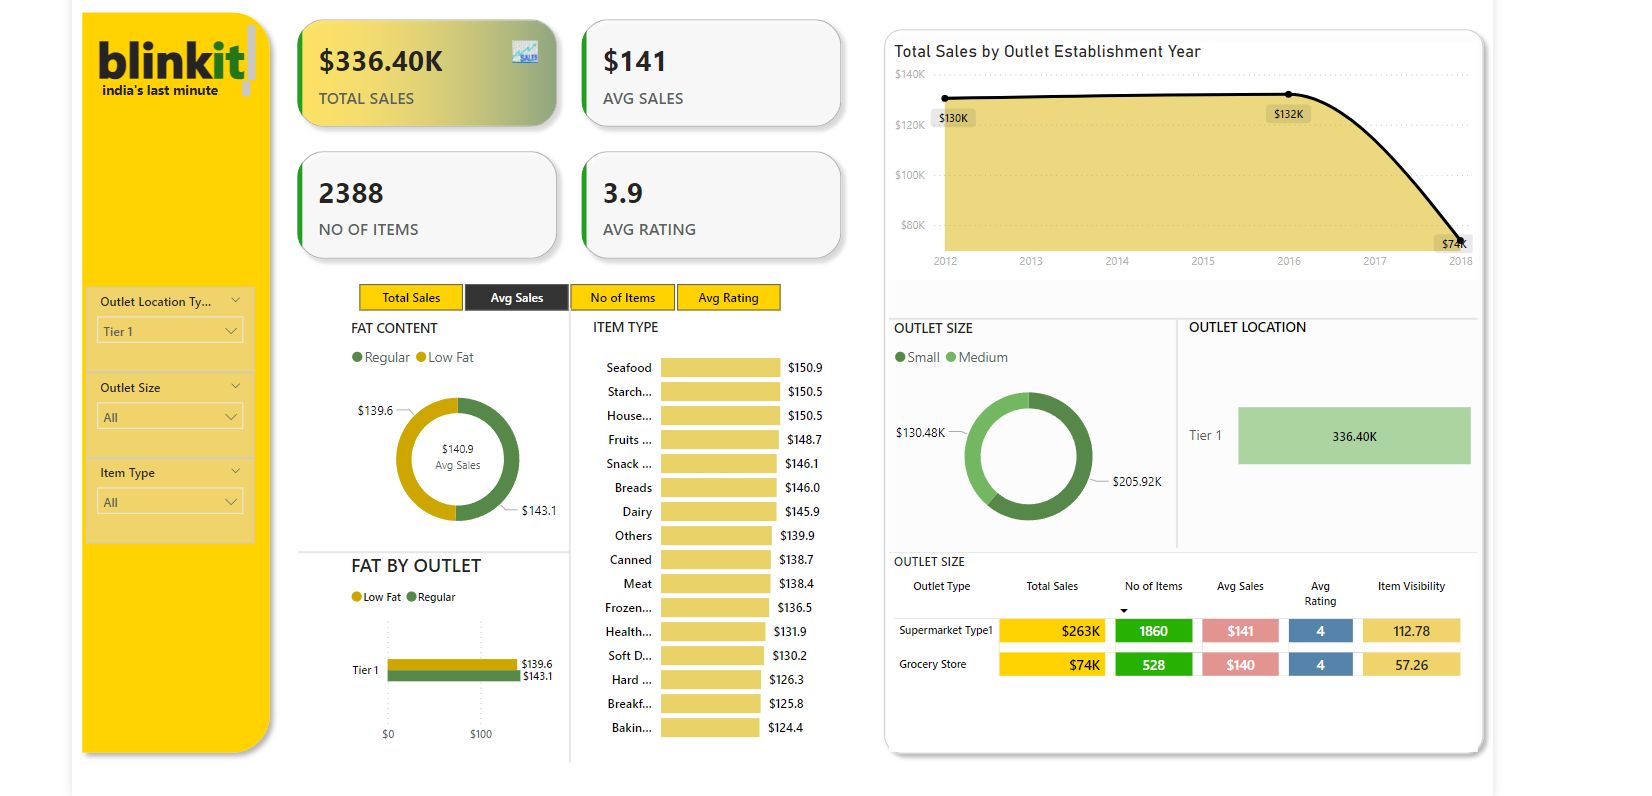 blinkit!
india's last minute
Outlet Location Ty...
Tier 1
Outlet Size
All
Item Type
All
$336.40K
TOTAL SALES
SALES
$141
AVG SALES
2388
NO OF ITEMS
3.9
AVG RATING
Total Sales
Avg Sales
No of Items
Avg Rating
FAT CONTENT
Regular Low Fat
$139.6
$140.9
Avg Sales
$143.1
FAT BY OUTLET
Low Fat Regular
Tier 1
$139.6
$143.1
$0 $100
ITEM TYPE
Seafood $150.9
Starch... $150.5
House... $150.5
Fruits ... $148.7
Snack ... $146.1
Breads $146.0
Dairy $145.9
Others $139.9
Canned $138.7
Meat $138.4
Frozen... $136.5
Health... $131.9
Soft D... $130.2
Hard ... $126.3
Breakf... $125.8
Bakin... $124.4
Total Sales by Outlet Establishment Year
$140K
$120K
$100K
$80K
$130K
$132K
$74K
2012 2013 2014 2015 2016 2017 2018
OUTLET SIZE
Small Medium
$130.48K
$205.92K
OUTLET LOCATION
Tier 1 336.40K
OUTLET SIZE
Outlet Type Total Sales No of Items Avg Sales Avg Rating Item Visibility
Supermarket Type1 $263K 1860 $141 4 112.78
Grocery Store $74K 528 $140 4 57.26